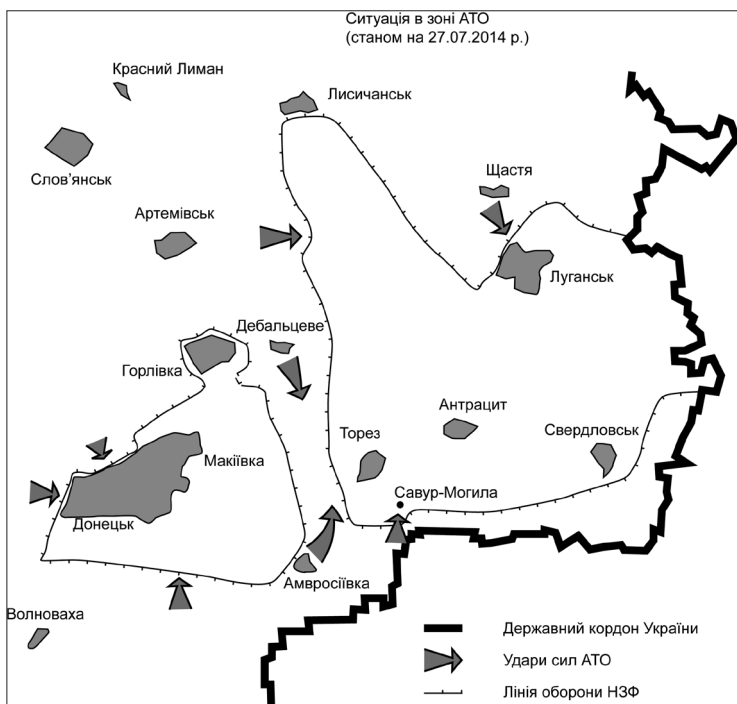 Ситуація в зоні АТО
(станом на 27.07.2014 р.)
Красний Лиман
Лисичанськ
Слов'янськ
Щастя
Артемівськ
Луганськ
Дебальцеве
Горлівка
Антрацит
Торез
Свердловськ
Макіївка
Савур-Могила
Донецьк
Амвросіївка
Волноваха
Державний кордон України
Удари сил АТО
Лінія оборони НЗФ